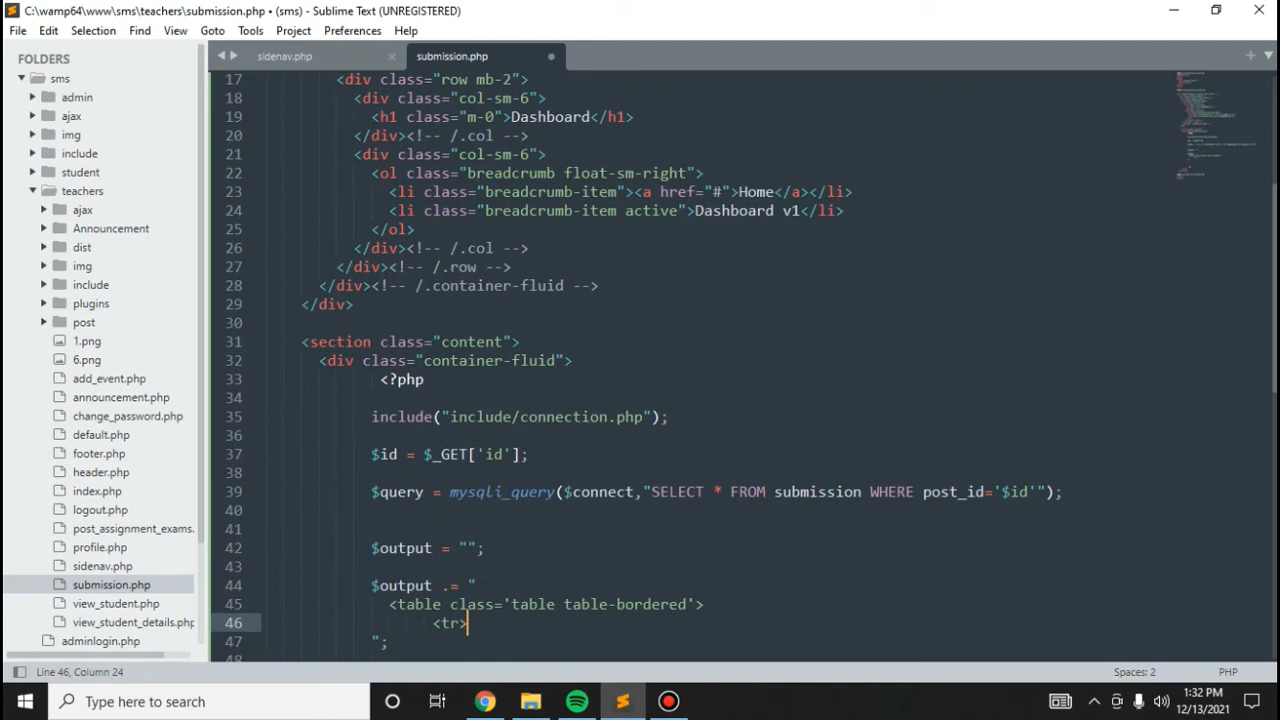 C:\wamp64\www\sms\teachers\submission.php • (sms) - Sublime Text (UNREGISTERED)
File Edit Selection Find View Goto Tools Project Preferences Help
FOLDERS
sms
admin
ajax
img
include
student
teachers
ajax
Announcement
dist
img
include
plugins
post
1.png
6.png
add_event.php
announcement.php
change_password.php
default.php
footer.php
header.php
index.php
logout.php
post_assignment_exams.
profile.php
sidenav.php
submission.php
view_student.php
view_student_details.php
adminlogin.php
sidenav.php × submission.php
17 <div class="row mb-2">
18 <div class="col-sm-6">
19 <h1 class="m-0">Dashboard</h1>
20 </div><!-- /.col -->
21 <div class="col-sm-6">
22 <ol class="breadcrumb float-sm-right">
23 <li class="breadcrumb-item"><a href="#">Home</a></li>
24 <li class="breadcrumb-item active">Dashboard v1</li>
25 </ol>
26 </div><!-- /.col -->
27 </div><!-- /.row -->
28 </div><!-- /.container-fluid -->
29 </div>
30
31 <section class="content">
32 <div class="container-fluid">
33 <?php
34
35 include("include/connection.php");
36
37 $id = $_GET['id'];
38
39 $query = mysqli_query($connect,"SELECT * FROM submission WHERE post_id='$id'");
40
41
42 $output = "";
43
44 $output .= "
45 <table class='table table-bordered'>
46 <tr>
47 ";
48
Line 46, Column 24 Spaces: 2 PHP
Type here to search
1:32 PM
12/13/2021